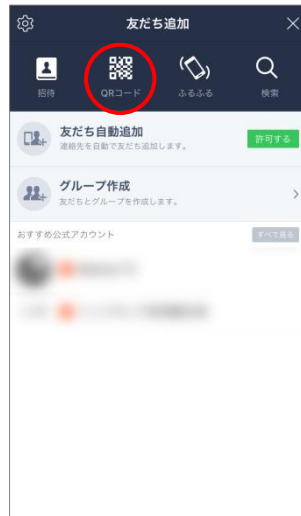 友だち追加
招待
QRコード
ふるふる
検索
友だち自動追加
連絡先を自動で友だち追加します。
許可する
グループ作成
友だちとグループを作成します。
おすすめ公式アカウント
すべて見る